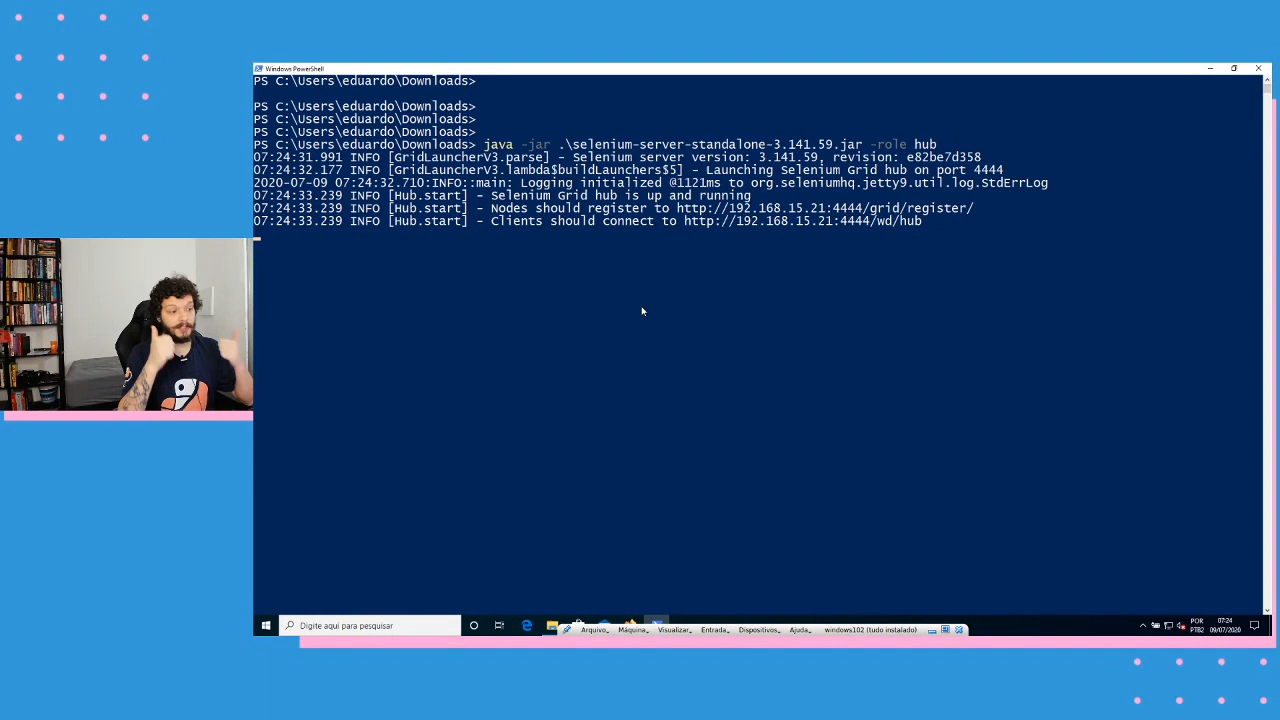 Windows PowerShell
PS C:\Users\eduardo\Downloads>
PS C:\Users\eduardo\Downloads>
PS C:\Users\eduardo\Downloads>
PS C:\Users\eduardo\Downloads>
PS C:\Users\eduardo\Downloads> java -jar .\selenium-server-standalone-3.141.59.jar -role hub
07:24:31.991 INFO [GridLauncherV3.parse] - Selenium server version: 3.141.59, revision: e82be7d358
07:24:32.177 INFO [GridLauncherV3.lambda$buildLaunchers$5] - Launching Selenium Grid hub on port 4444
2020-07-09 07:24:32.710:INFO::main: Logging initialized @1121ms to org.seleniumhq.jetty9.util.log.StdErrLog
07:24:33.239 INFO [Hub.start] - Selenium Grid hub is up and running
07:24:33.239 INFO [Hub.start] - Nodes should register to http://192.168.15.21:4444/grid/register/
07:24:33.239 INFO [Hub.start] - Clients should connect to http://192.168.15.21:4444/wd/hub
Digite aqui para pesquisar
Arquivo Máquina Visualizar Entrada Dispositivos Ajuda windows102 (tudo instalado)
POR
PTB2
07:24
09/07/2020